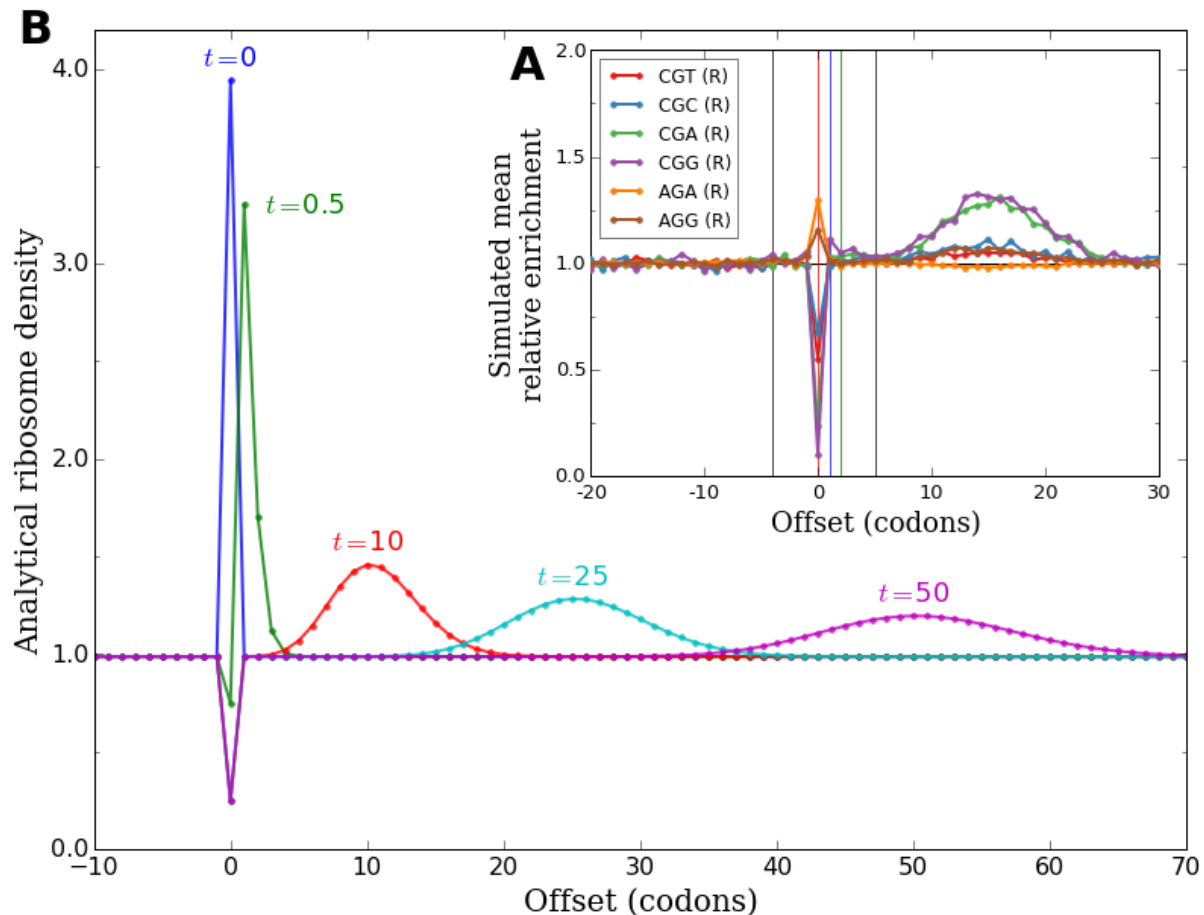 B
t=0
t=0.5
t=10
t=25
t=50
4.0
3.0
2.0
1.0
0.0
−10
0
10
20
30
40
50
60
70
Analytical ribosome density
Offset (codons)
A
CGT (R)
CGC (R)
CGA (R)
CGG (R)
AGA (R)
AGG (R)
2.0
1.5
1.0
0.5
0.0
-20
-10
0
10
20
30
Simulated mean
relative enrichment
Offset (codons)